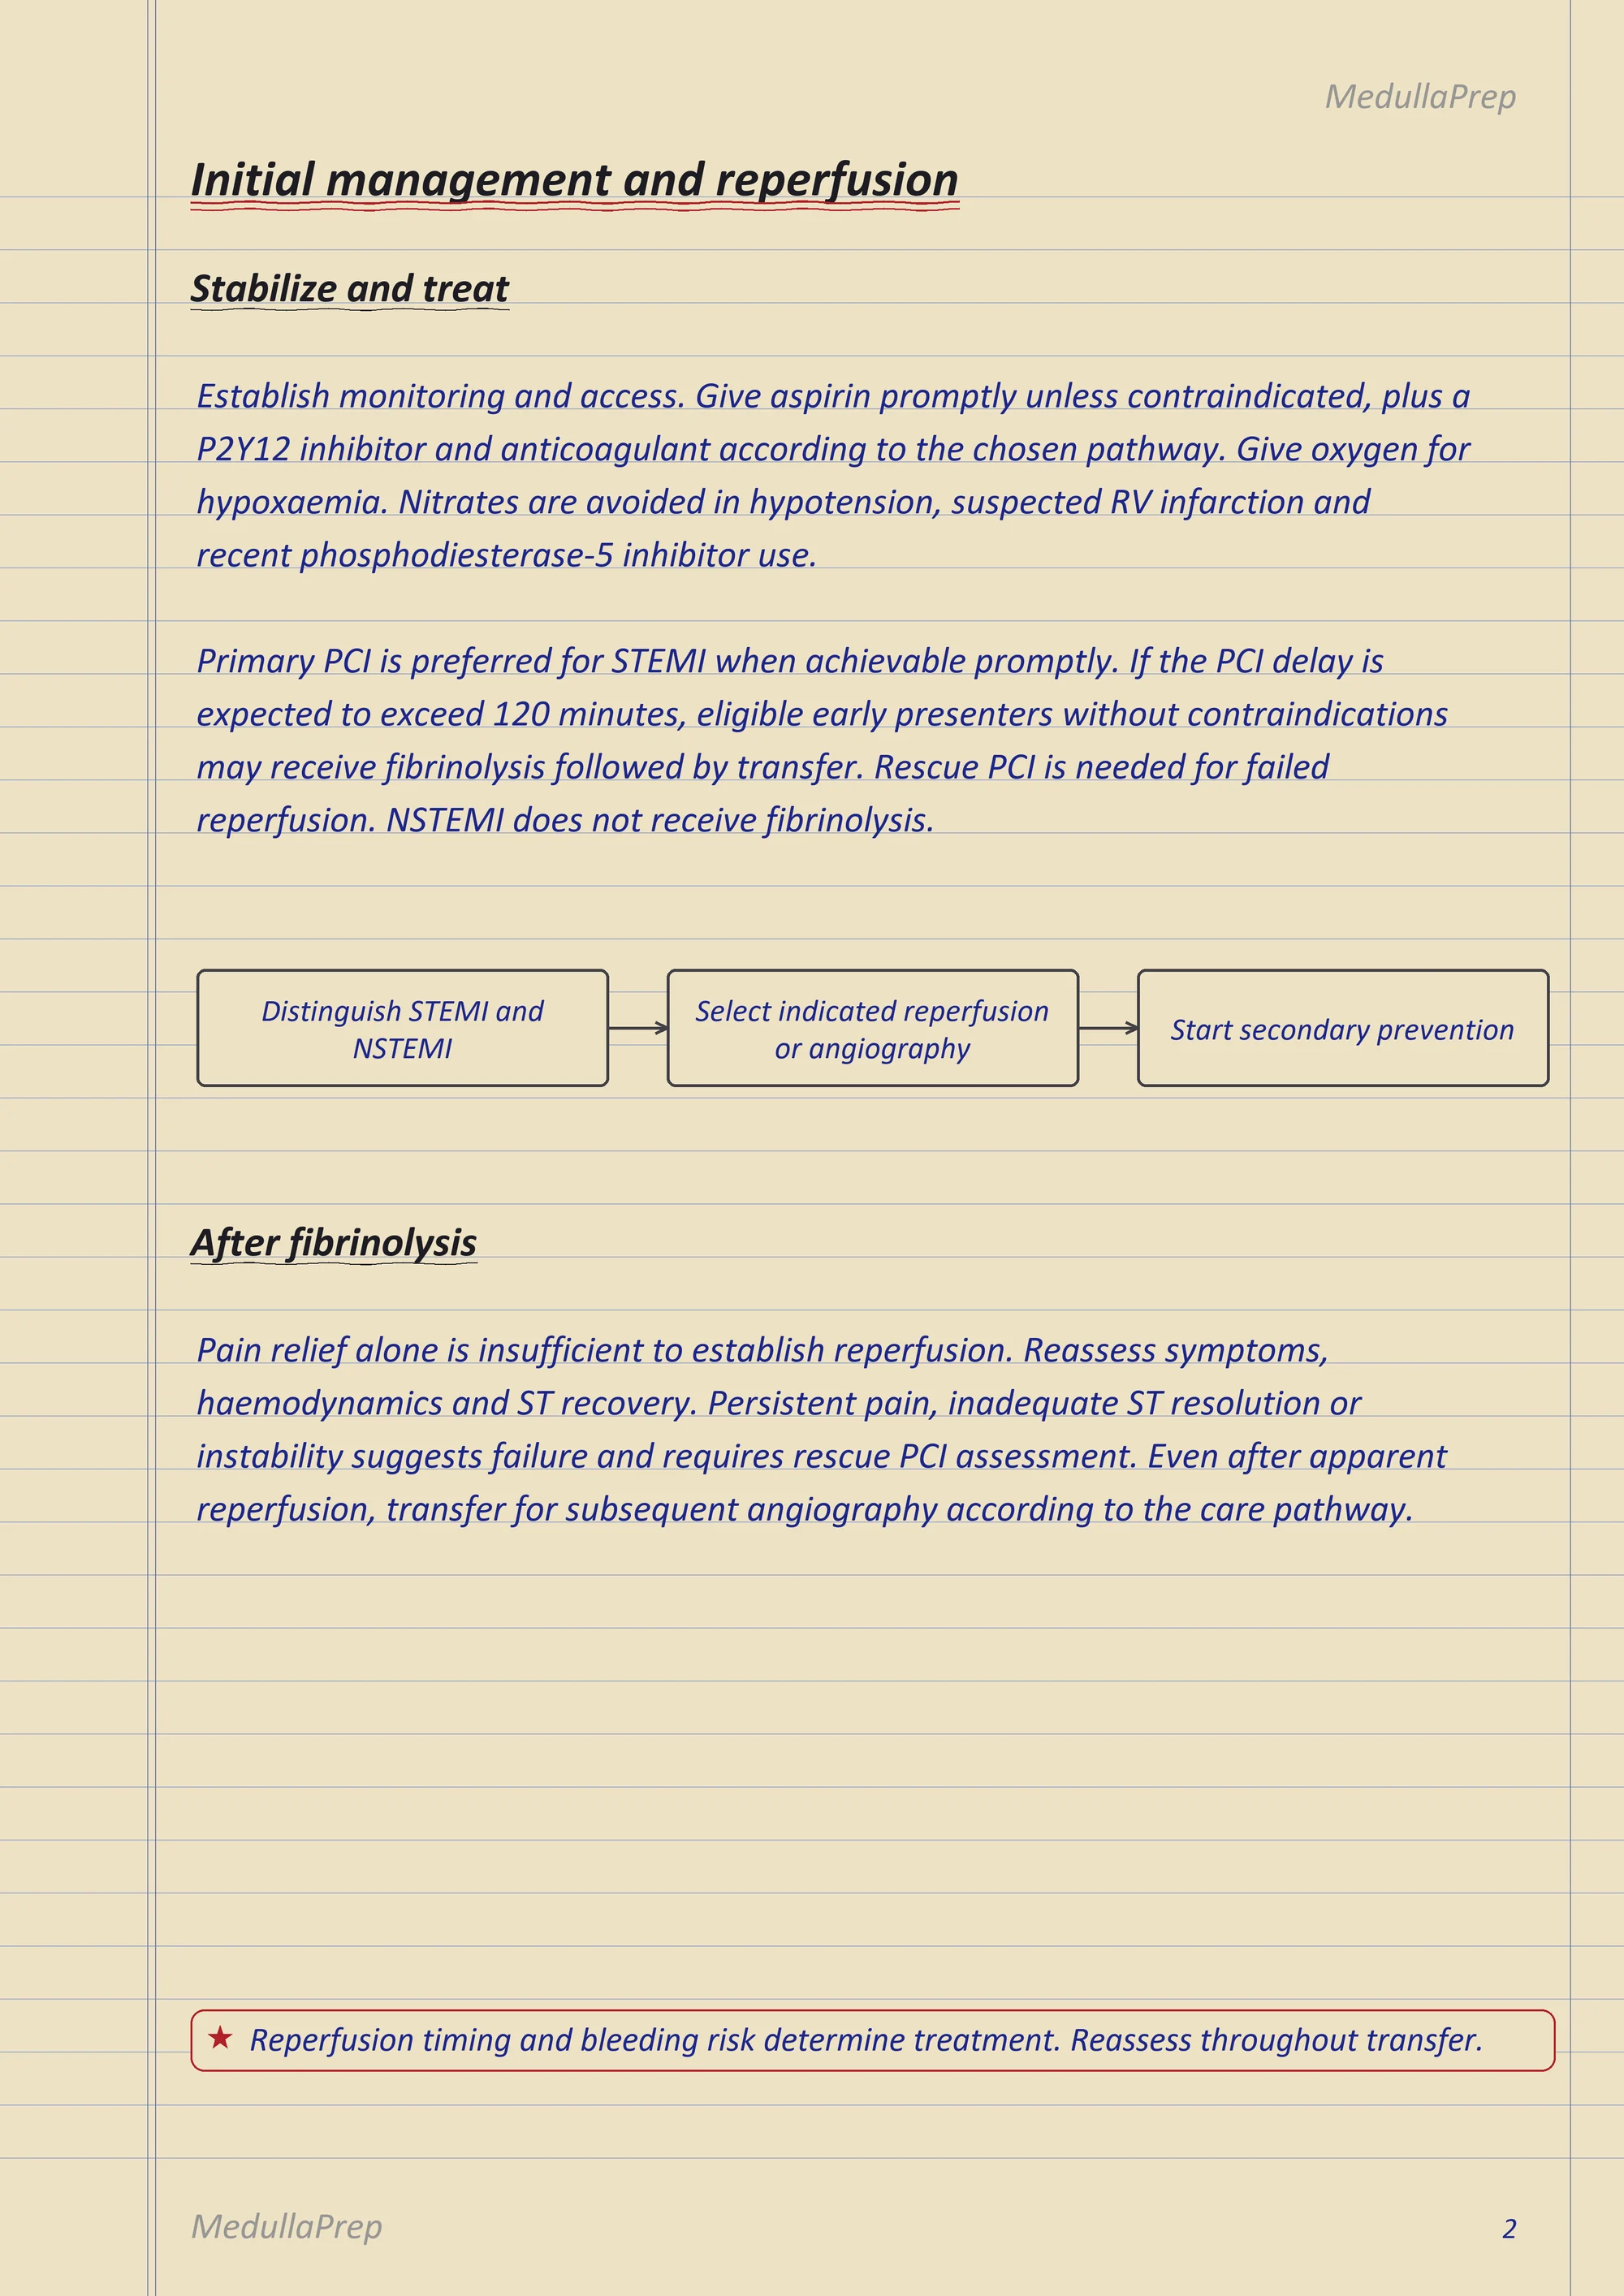 MedullaPrep
Initial management and reperfusion
Stabilize and treat
Establish monitoring and access. Give aspirin promptly unless contraindicated, plus a
P2Y12 inhibitor and anticoagulant according to the chosen pathway. Give oxygen for
hypoxaemia. Nitrates are avoided in hypotension, suspected RV infarction and
recent phosphodiesterase-5 inhibitor use.
Primary PCI is preferred for STEMI when achievable promptly. If the PCI delay is
expected to exceed 120 minutes, eligible early presenters without contraindications
may receive fibrinolysis followed by transfer. Rescue PCI is needed for failed
reperfusion. NSTEMI does not receive fibrinolysis.
Distinguish STEMI and
NSTEMI
Select indicated reperfusion
or angiography
Start secondary prevention
After fibrinolysis
Pain relief alone is insufficient to establish reperfusion. Reassess symptoms,
haemodynamics and ST recovery. Persistent pain, inadequate ST resolution or
instability suggests failure and requires rescue PCI assessment. Even after apparent
reperfusion, transfer for subsequent angiography according to the care pathway.
★ Reperfusion timing and bleeding risk determine treatment. Reassess throughout transfer.
MedullaPrep
2